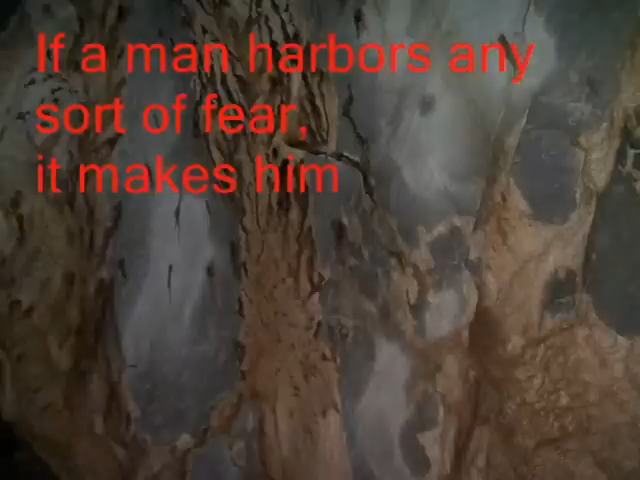 If a man harbors any
sort of fear,
it makes him